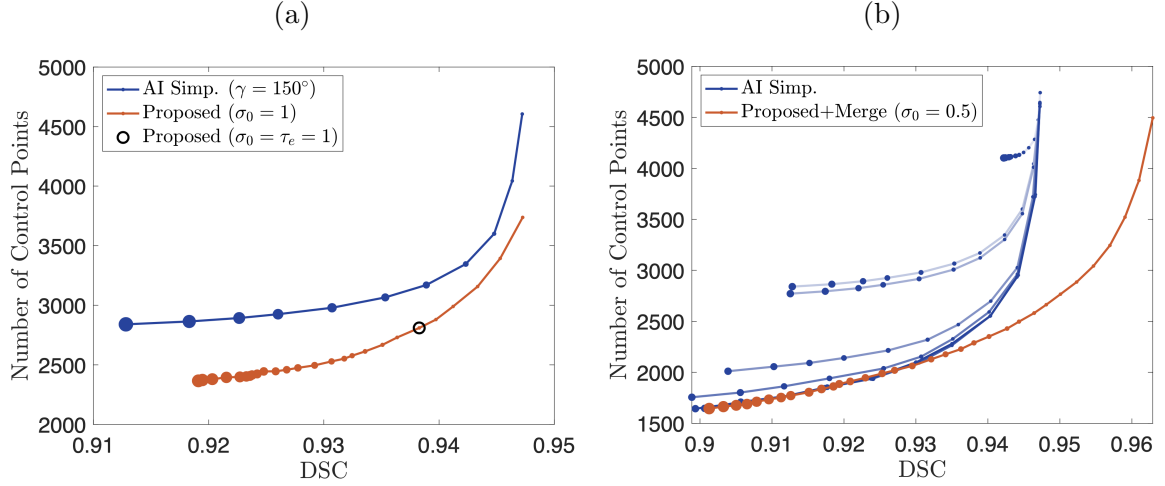 (a)
5000
4500
4000
3500
3000
2500
2000
0.91
0.92
0.93
0.94
0.95
Number of Control Points
DSC
AI Simp. (γ = 150°)
Proposed (σ₀ = 1)
Proposed (σ₀ = τₑ = 1)
(b)
5000
4500
4000
3500
3000
2500
2000
1500
0.9
0.91
0.92
0.93
0.94
0.95
0.96
Number of Control Points
DSC
AI Simp.
Proposed+Merge (σ₀ = 0.5)